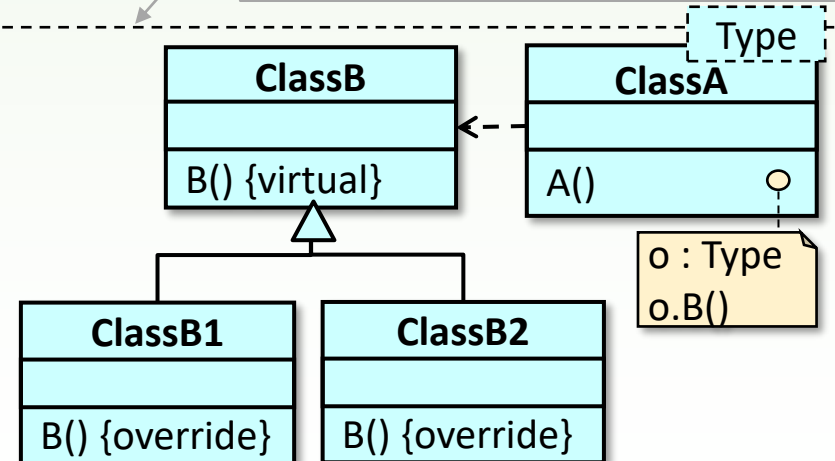 Type
ClassB
ClassA
B() {virtual}
A()
o : Type
o.B()
ClassB1
ClassB2
B() {override}
B() {override}